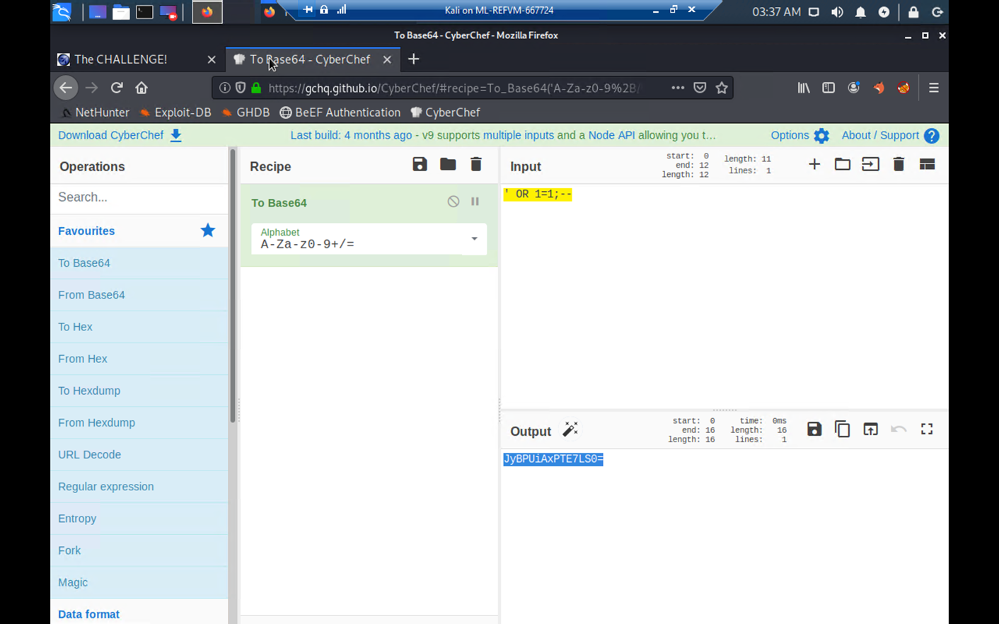 Kali on ML-REFVM-667724
03:37 AM
To Base64 - CyberChef - Mozilla Firefox
The CHALLENGE!
To Base64 - CyberChef
https://gchq.github.io/CyberChef/#recipe=To_Base64('A-Za-z0-9%2B/
NetHunter
Exploit-DB
GHDB
BeEF Authentication
CyberChef
Download CyberChef
Last build: 4 months ago - v9 supports multiple inputs and a Node API allowing you t…
Options
About / Support
Operations
Search...
Favourites
To Base64
From Base64
To Hex
From Hex
To Hexdump
From Hexdump
URL Decode
Regular expression
Entropy
Fork
Magic
Data format
Recipe
To Base64
Alphabet
A-Za-z0-9+/=
Input
start: 0
end: 12
length: 12
length: 11
lines: 1
' OR 1=1;--
Output
start: 0
end: 16
length: 16
time: 0ms
length: 16
lines: 1
JyBPUiAxPTE7LS0=